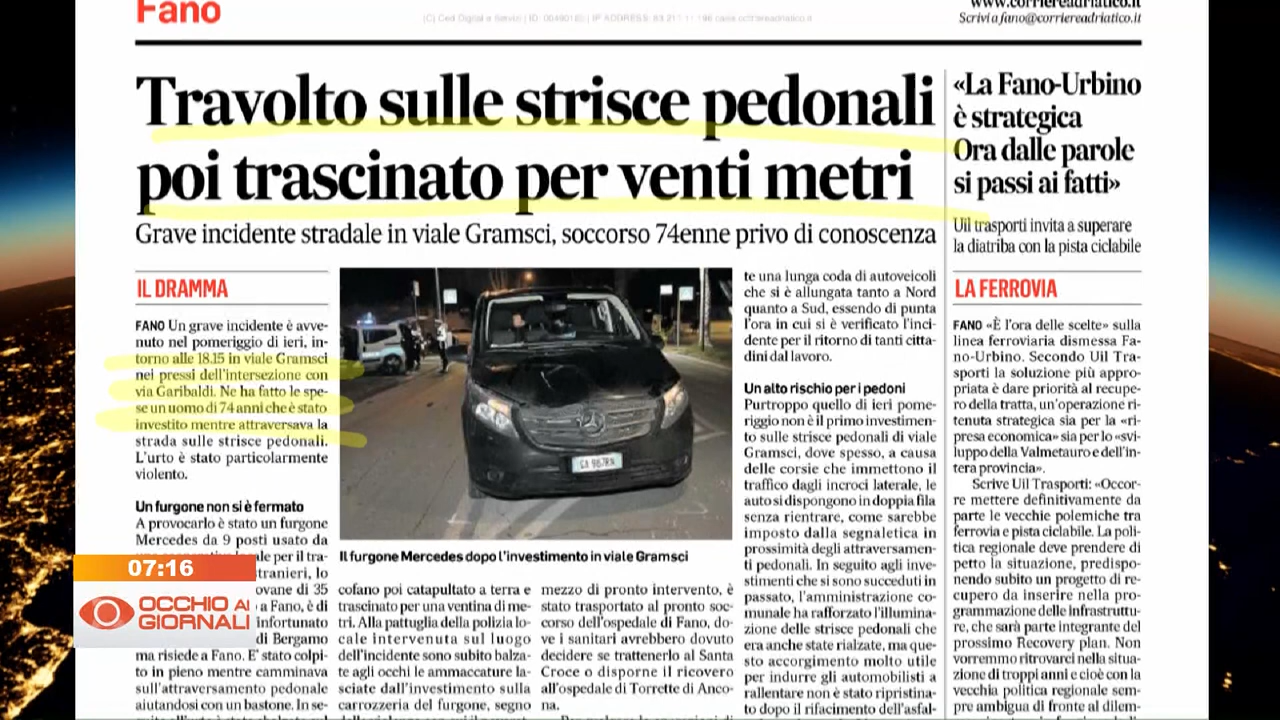 Fano
www.corriereadriatico.it
Scrivi a fano@corriereadriatico.it
Travolto sulle strisce pedonali
poi trascinato per venti metri
Grave incidente stradale in viale Gramsci, soccorso 74enne privo di conoscenza
IL DRAMMA
FANO Un grave incidente è avve-
nuto nel pomeriggio di ieri, in-
torno alle 18.15 in viale Gramsci
nei pressi dell'intersezione con
via Garibaldi. Ne ha fatto le spe-
se un uomo di 74 anni che è stato
investito mentre attraversava la
strada sulle strisce pedonali.
L'urto è stato particolarmente
violento.
Un furgone non si è fermato
A provocarlo è stato un furgone
Mercedes da 9 posti usato da
le per il tra-
tranieri, lo
ovane di 35
a Fano, è di
infortunato
di Bergamo
ma risiede a Fano. E' stato colpi-
to in pieno mentre camminava
sull'attraversamento pedonale
aiutandosi con un bastone. In se-
07:16
OCCHIO AI
GIORNALI
Il furgone Mercedes dopo l'investimento in viale Gramsci
cofano poi catapultato a terra e
trascinato per una ventina di me-
tri. Alla pattuglia della polizia lo-
cale intervenuta sul luogo
dell'incidente sono subito balza-
te agli occhi le ammaccature la-
sciate dall'investimento sulla
carrozzeria del furgone, segno
mezzo di pronto intervento, è
stato trasportato al pronto soc-
corso dell'ospedale di Fano, do-
ve i sanitari avrebbero dovuto
decidere se trattenerlo al Santa
Croce o disporne il ricovero
all'ospedale di Torrette di Anco-
na.
te una lunga coda di autoveicoli
che si è allungata tanto a Nord
quanto a Sud, essendo di punta
l'ora in cui si è verificato l'inci-
dente per il ritorno di tanti citta-
dini dal lavoro.
Un alto rischio per i pedoni
Purtroppo quello di ieri pome-
riggio non è il primo investimen-
to sulle strisce pedonali di viale
Gramsci, dove spesso, a causa
delle corsie che immettono il
traffico dagli incroci laterale, le
auto si dispongono in doppia fila
senza rientrare, come sarebbe
imposto dalla segnaletica in
prossimità degli attraversamen-
ti pedonali. In seguito agli inve-
stimenti che si sono succeduti in
passato, l'amministrazione co-
munale ha rafforzato l'illumina-
zione delle strisce pedonali che
era anche state rialzate, ma que-
sto accorgimento molto utile
per indurre gli automobilisti a
rallentare non è stato ripristina-
to dopo il rifacimento dell'asfal-
«La Fano-Urbino
è strategica
Ora dalle parole
si passi ai fatti»
Uil trasporti invita a superare
la diatriba con la pista ciclabile
LA FERROVIA
FANO «È l'ora delle scelte» sulla
linea ferroviaria dismessa Fa-
no-Urbino. Secondo Uil Tra-
sporti la soluzione più appro-
priata è dare priorità al recupe-
ro della tratta, un'operazione ri-
tenuta strategica sia per la «ri-
presa economica» sia per lo «svi-
luppo della Valmetauro e dell'in-
tera provincia».
Scrive Uil Trasporti: «Occor-
re mettere definitivamente da
parte le vecchie polemiche tra
ferrovia e pista ciclabile. La poli-
tica regionale deve prendere di
petto la situazione, predispo-
nendo subito un progetto di re-
cupero da inserire nella pro-
grammazione delle infrastruttu-
re, che sarà parte integrante del
prossimo Recovery plan. Non
vorremmo ritrovarci nella situa-
zione di troppi anni e cioè con la
vecchia politica regionale sem-
pre ambigua di fronte al dilem-